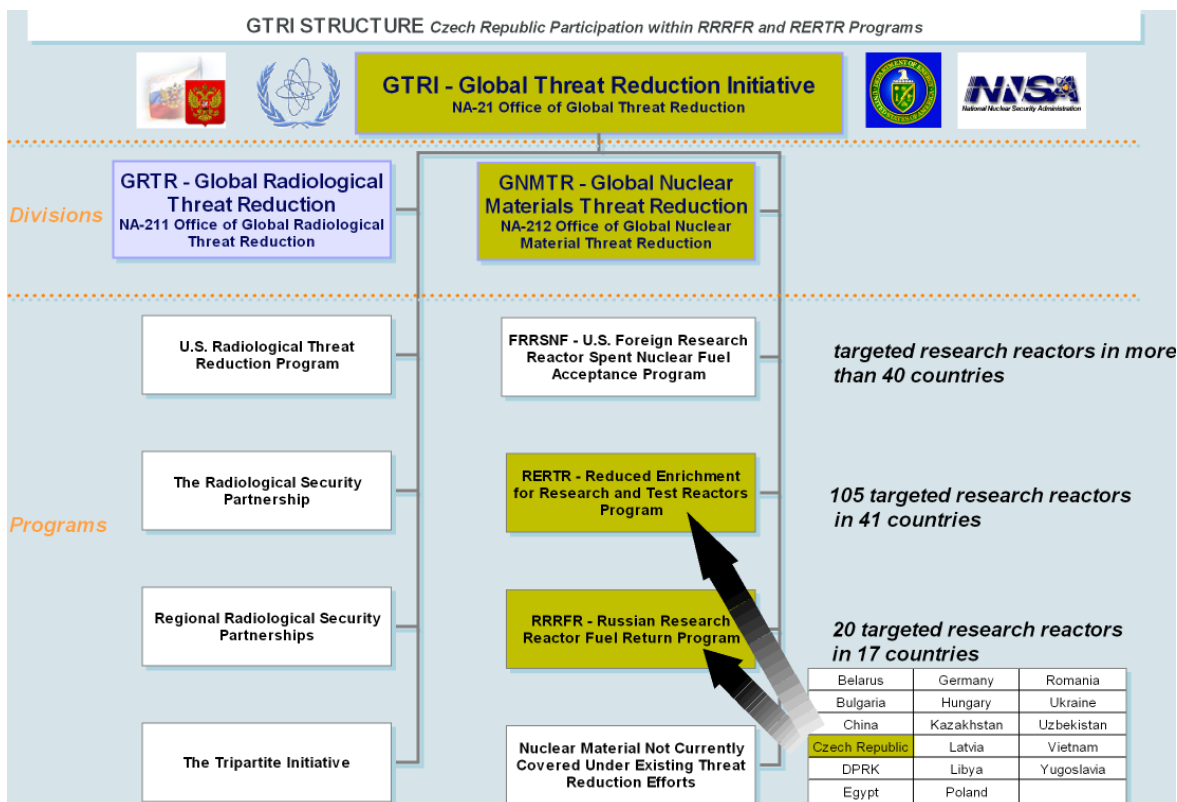 GTRI STRUCTURE Czech Republic Participation within RRRFR and RERTR Programs
GTRI - Global Threat Reduction Initiative
NA-21 Office of Global Threat Reduction
NNSA
National Nuclear Security Administration
Divisions
GRTR - Global Radiological
Threat Reduction
NA-211 Office of Global Radiological
Threat Reduction
GNMTR - Global Nuclear
Materials Threat Reduction
NA-212 Office of Global Nuclear
Material Threat Reduction
Programs
U.S. Radiological Threat
Reduction Program
The Radiological Security
Partnership
Regional Radiological Security
Partnerships
The Tripartite Initiative
FRRSNF - U.S. Foreign Research
Reactor Spent Nuclear Fuel
Acceptance Program
targeted research reactors in more
than 40 countries
RERTR - Reduced Enrichment
for Research and Test Reactors
Program
105 targeted research reactors
in 41 countries
RRRFR - Russian Research
Reactor Fuel Return Program
20 targeted research reactors
in 17 countries
Nuclear Material Not Currently
Covered Under Existing Threat
Reduction Efforts
Belarus Germany Romania
Bulgaria Hungary Ukraine
China Kazakhstan Uzbekistan
Czech Republic Latvia Vietnam
DPRK Libya Yugoslavia
Egypt Poland